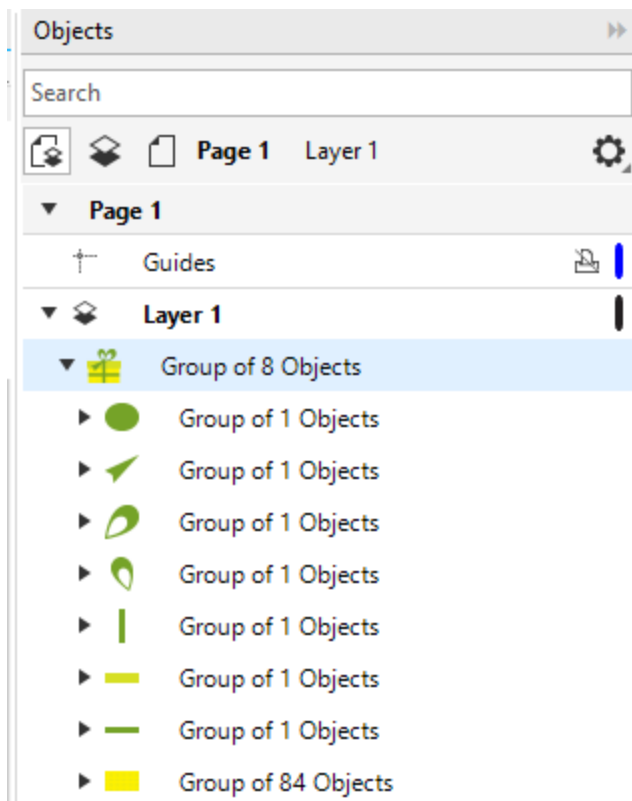 Objects
Search
Page 1 Layer 1
Page 1
Guides
Layer 1
Group of 8 Objects
Group of 1 Objects
Group of 1 Objects
Group of 1 Objects
Group of 1 Objects
Group of 1 Objects
Group of 1 Objects
Group of 1 Objects
Group of 84 Objects